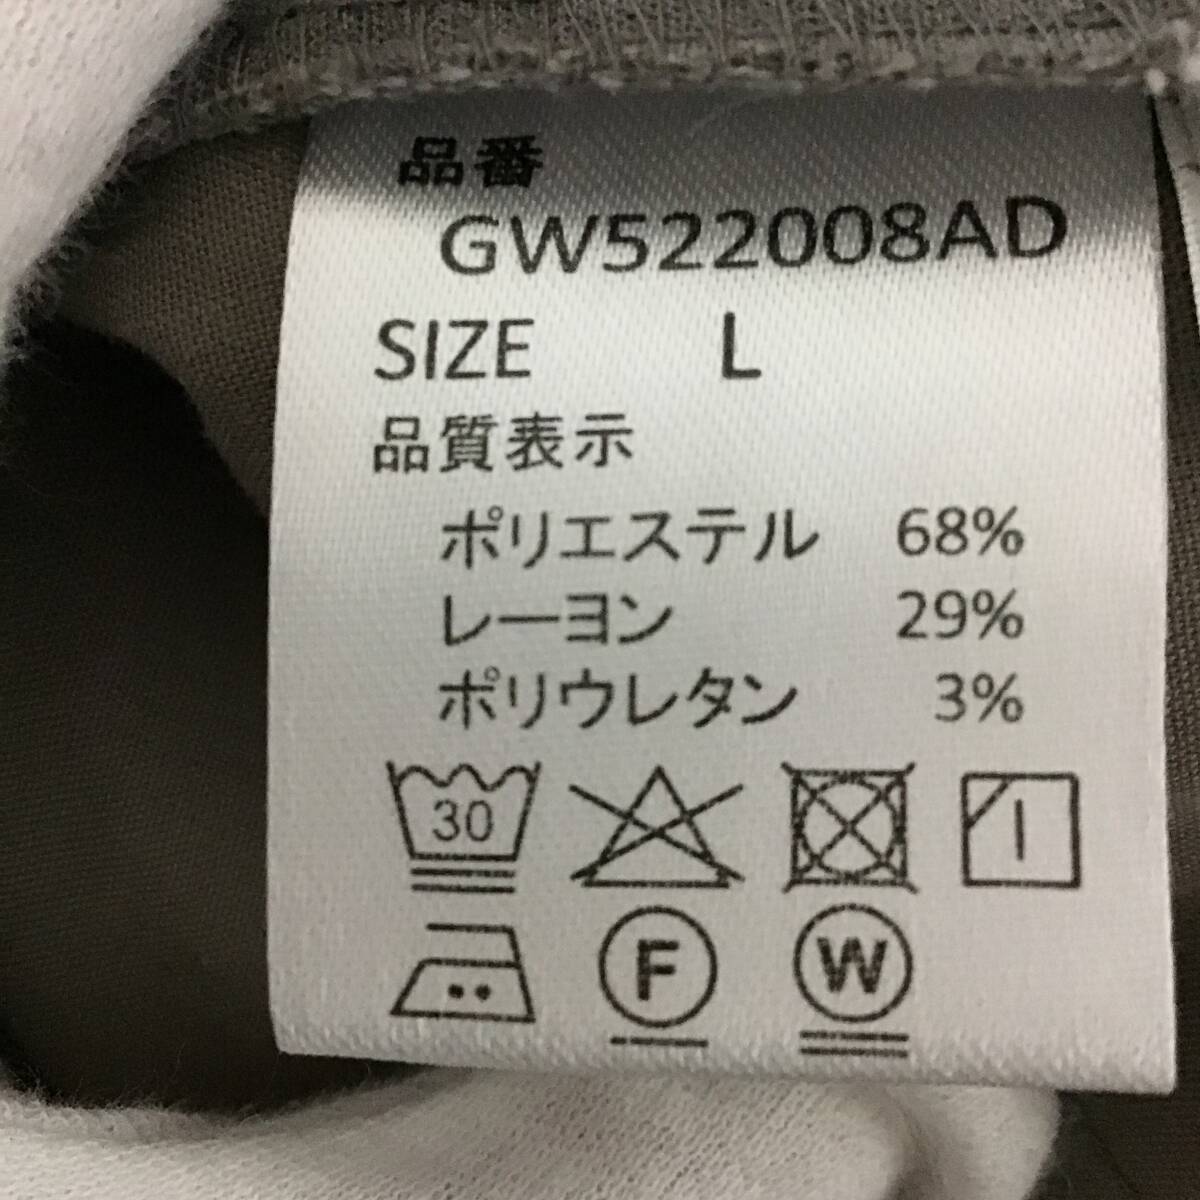 品番
GW522008AD
SIZE L
品質表示
ポリエステル 68%
レーヨン 29%
ポリウレタン 3%
30
F W